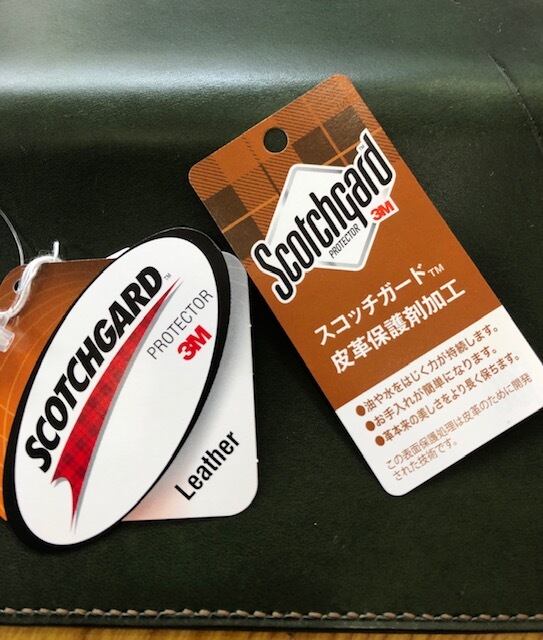 SCOTCHGARD™
PROTECTOR
3M
Leather
Scotchgard
PROTECTOR
3M
スコッチガード™
皮革保護剤加工
●油や水をはじく力が持続します。
●お手入れが簡単になります。
●革本来の美しさをより長く保ちます。
この表面保護処理は皮革のために開発
された技術です。